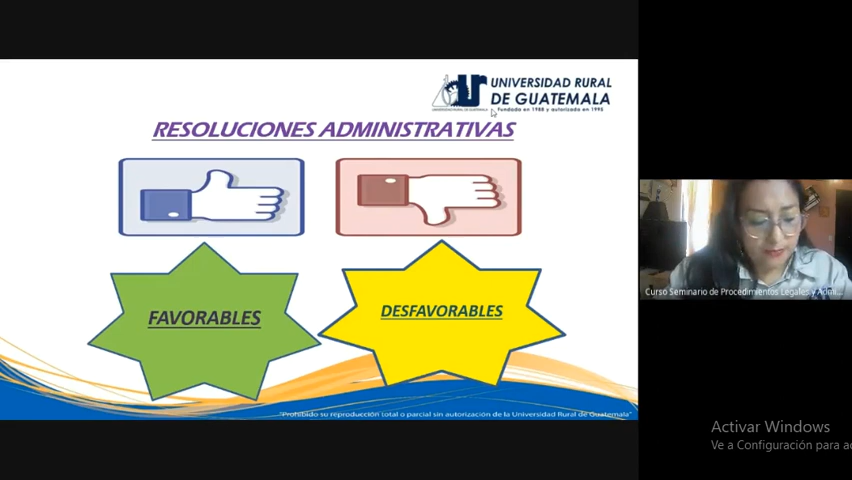 UNIVERSIDAD RURAL
DE GUATEMALA
Fundada en 1988 y autorizada en 1995
RESOLUCIONES ADMINISTRATIVAS
FAVORABLES
DESFAVORABLES
"Prohibido su reproducción total o parcial sin autorización de la Universidad Rural de Guatemala"
Curso Seminario de Procedimientos Legales y Admi...
Activar Windows
Ve a Configuración para ac